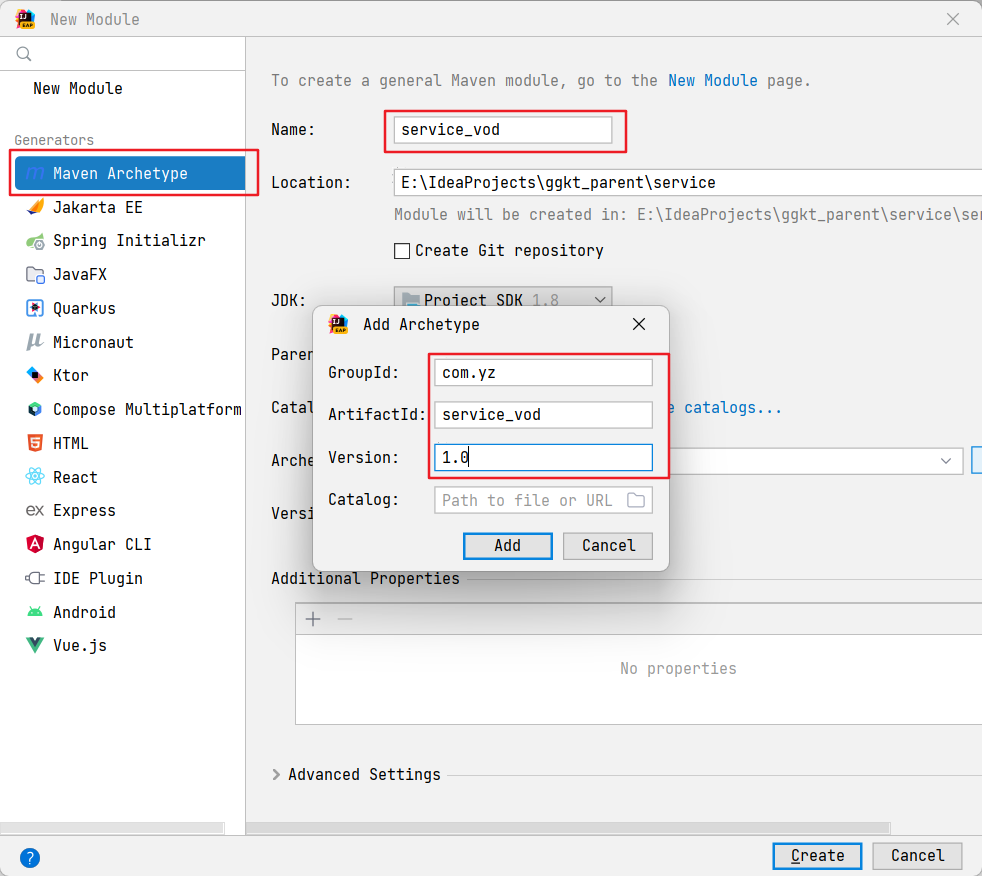 New Module
New Module
Generators
Maven Archetype
Jakarta EE
Spring Initializr
JavaFX
Quarkus
Micronaut
Ktor
Compose Multiplatform
HTML
React
ex Express
Angular CLI
IDE Plugin
Android
Vue.js
To create a general Maven module, go to the New Module page.
Name: service_vod
Location: E:\IdeaProjects\ggkt_parent\service
Module will be created in: E:\IdeaProjects\ggkt_parent\service\se
Create Git repository
JDK: Project SDK 1.8
Paren
Catal e catalogs...
Arche
Versi
Add Archetype
GroupId: com.yz
ArtifactId: service_vod
Version: 1.0
Catalog: Path to file or URL
Add Cancel
Additional Properties
No properties
Advanced Settings
? Create Cancel